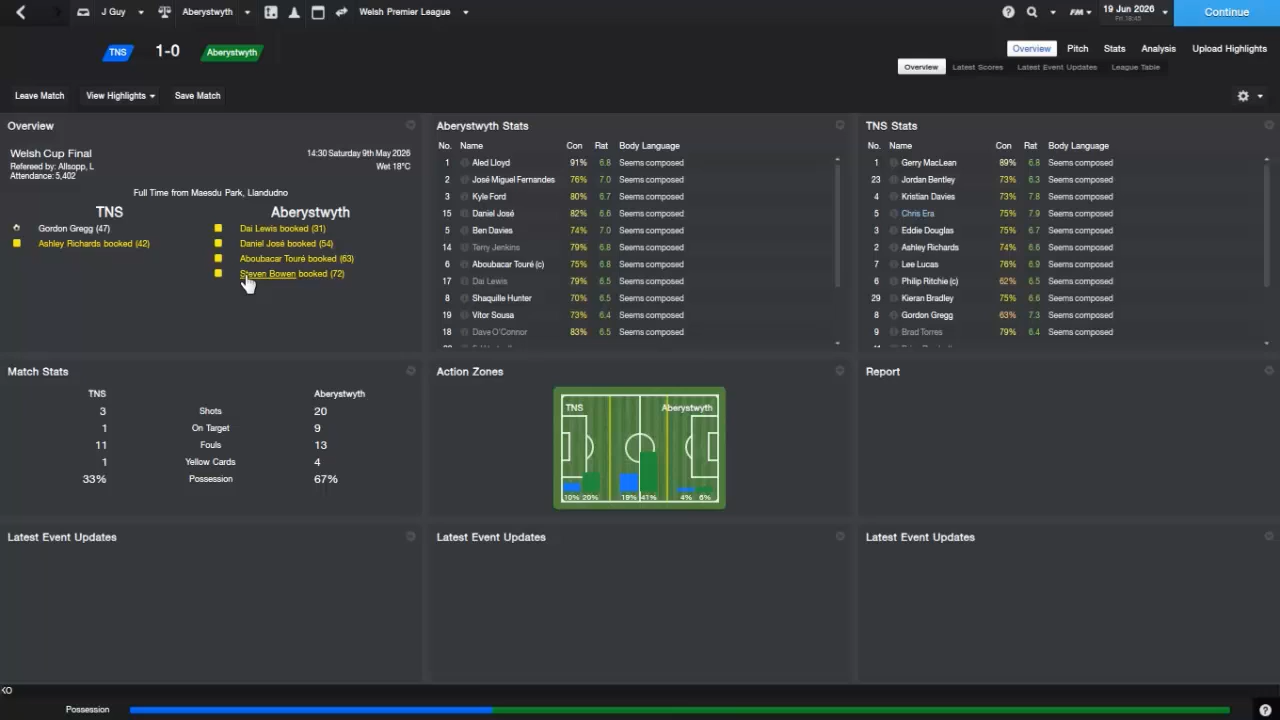 J Guy Aberystwyth Welsh Premier League FM 19 Jun 2026 Continue
Fri 18:45
TNS 1-0 Aberystwyth
Overview Pitch Stats Analysis Upload Highlights
Overview Latest Scores Latest Event Updates League Table
Leave Match View Highlights Save Match
Overview
Welsh Cup Final 14:30 Saturday 9th May 2026
Refereed by: Allsopp, L Wet 18°C
Attendance: 5,402
Full Time from Maesdu Park, Llandudno
TNS Aberystwyth
Gordon Gregg (47) Dai Lewis booked (31)
Ashley Richards booked (42) Daniel José booked (54)
Aboubacar Touré booked (63)
Steven Bowen booked (72)
Aberystwyth Stats
No. Name Con Rat Body Language
1 Aled Lloyd 91% 6.8 Seems composed
2 José Miguel Fernandes 76% 7.0 Seems composed
3 Kyle Ford 80% 6.7 Seems composed
15 Daniel José 82% 6.6 Seems composed
5 Ben Davies 74% 7.0 Seems composed
14 Terry Jenkins 79% 6.8 Seems composed
6 Aboubacar Touré (c) 75% 6.8 Seems composed
17 Dai Lewis 79% 6.5 Seems composed
8 Shaquille Hunter 70% 6.5 Seems composed
19 Vitor Sousa 73% 6.4 Seems composed
18 Dave O'Connor 83% 6.5 Seems composed
TNS Stats
No. Name Con Rat Body Language
1 Gerry MacLean 89% 6.8 Seems composed
23 Jordan Bentley 73% 6.3 Seems composed
4 Kristian Davies 73% 7.8 Seems composed
5 Chris Era 75% 7.9 Seems composed
3 Eddie Douglas 75% 6.7 Seems composed
2 Ashley Richards 74% 6.6 Seems composed
7 Lee Lucas 76% 6.9 Seems composed
6 Philip Ritchie (c) 62% 6.5 Seems composed
29 Kieran Bradley 75% 6.6 Seems composed
8 Gordon Gregg 63% 7.3 Seems composed
9 Brad Torres 79% 6.4 Seems composed
Match Stats
TNS Aberystwyth
3 Shots 20
1 On Target 9
11 Fouls 13
1 Yellow Cards 4
33% Possession 67%
Action Zones
TNS Aberystwyth
10% 20% 19% 41% 4% 6%
Report
Latest Event Updates
Latest Event Updates
Latest Event Updates
KO
Possession